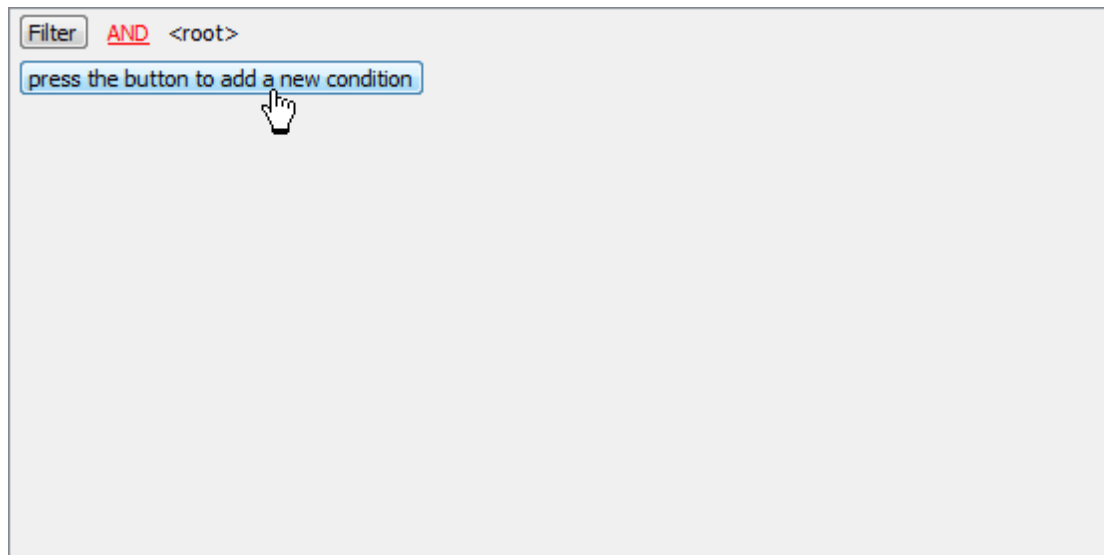 Filter AND <root>
press the button to add a new condition